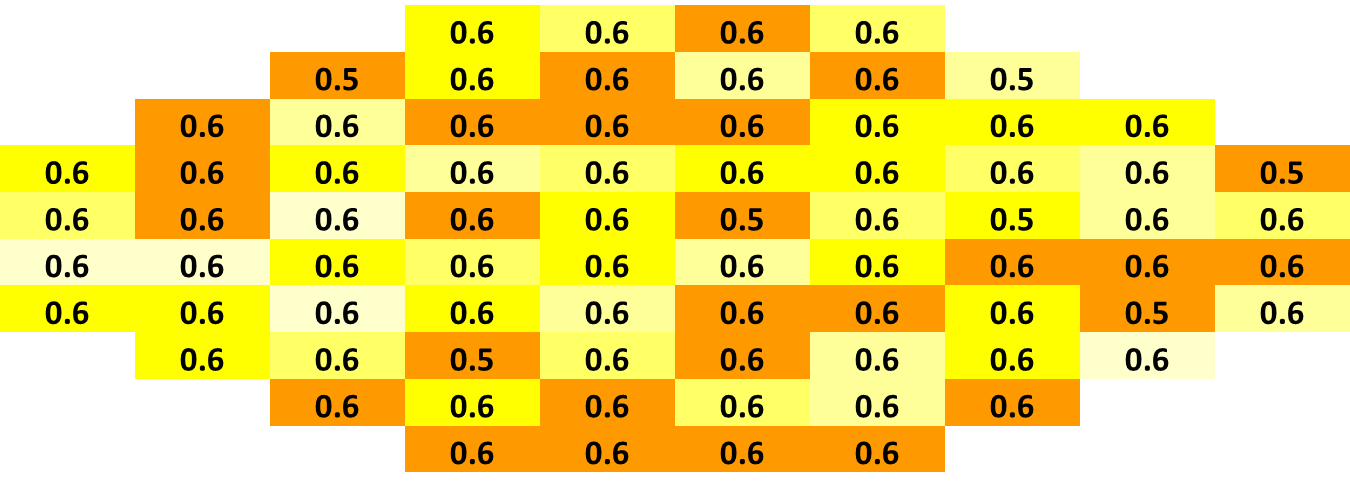 0.6 0.6 0.6 0.6
0.5 0.6 0.6 0.6 0.6 0.5
0.6 0.6 0.6 0.6 0.6 0.6 0.6 0.6
0.6 0.6 0.6 0.6 0.6 0.6 0.6 0.6 0.6 0.5
0.6 0.6 0.6 0.6 0.6 0.5 0.6 0.5 0.6 0.6
0.6 0.6 0.6 0.6 0.6 0.6 0.6 0.6 0.6 0.6
0.6 0.6 0.6 0.6 0.6 0.6 0.6 0.6 0.5 0.6
0.6 0.6 0.5 0.6 0.6 0.6 0.6 0.6
0.6 0.6 0.6 0.6 0.6 0.6
0.6 0.6 0.6 0.6